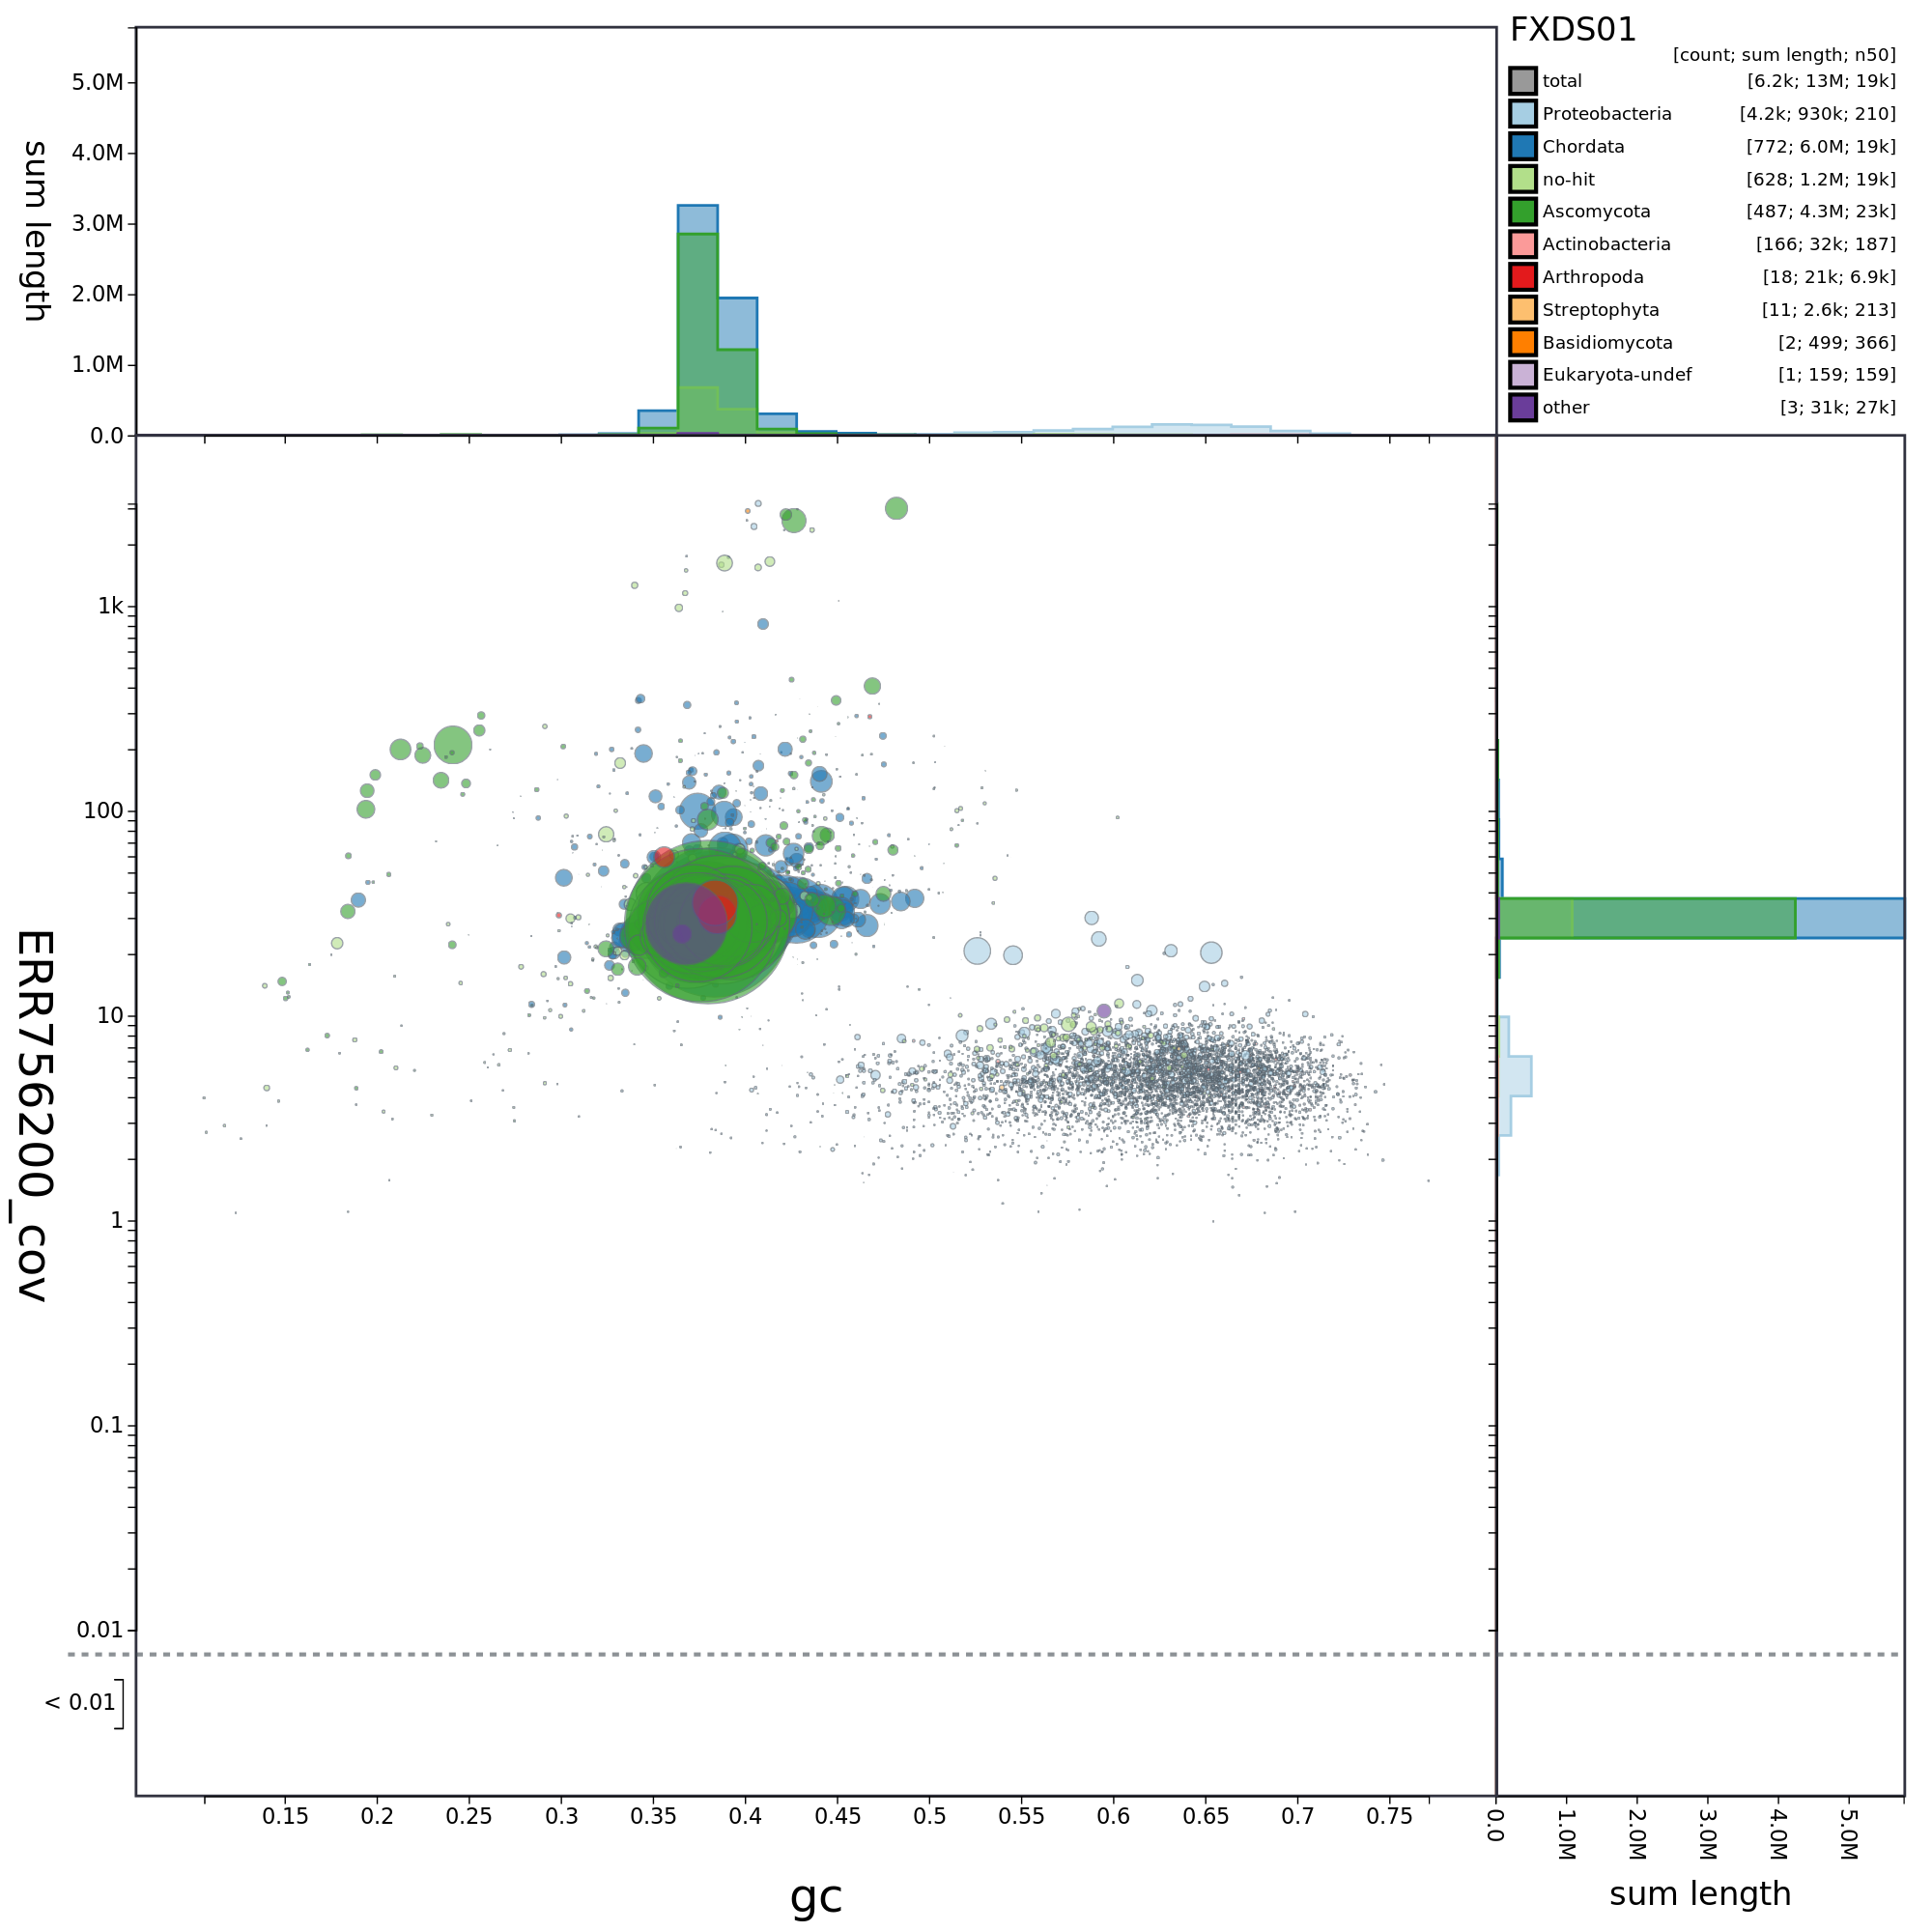 FXDS01
[count; sum length; n50]
total [6.2k; 13M; 19k]
Proteobacteria [4.2k; 930k; 210]
Chordata [772; 6.0M; 19k]
no-hit [628; 1.2M; 19k]
Ascomycota [487; 4.3M; 23k]
Actinobacteria [166; 32k; 187]
Arthropoda [18; 21k; 6.9k]
Streptophyta [11; 2.6k; 213]
Basidiomycota [2; 499; 366]
Eukaryota-undef [1; 159; 159]
other [3; 31k; 27k]
sum length
5.0M
4.0M
3.0M
2.0M
1.0M
0.0
ERR756200_cov
1k
100
10
1
0.1
0.01
< 0.01
0.15 0.2 0.25 0.3 0.35 0.4 0.45 0.5 0.55 0.6 0.65 0.7 0.75
gc
0.0 1.0M 2.0M 3.0M 4.0M 5.0M
sum length